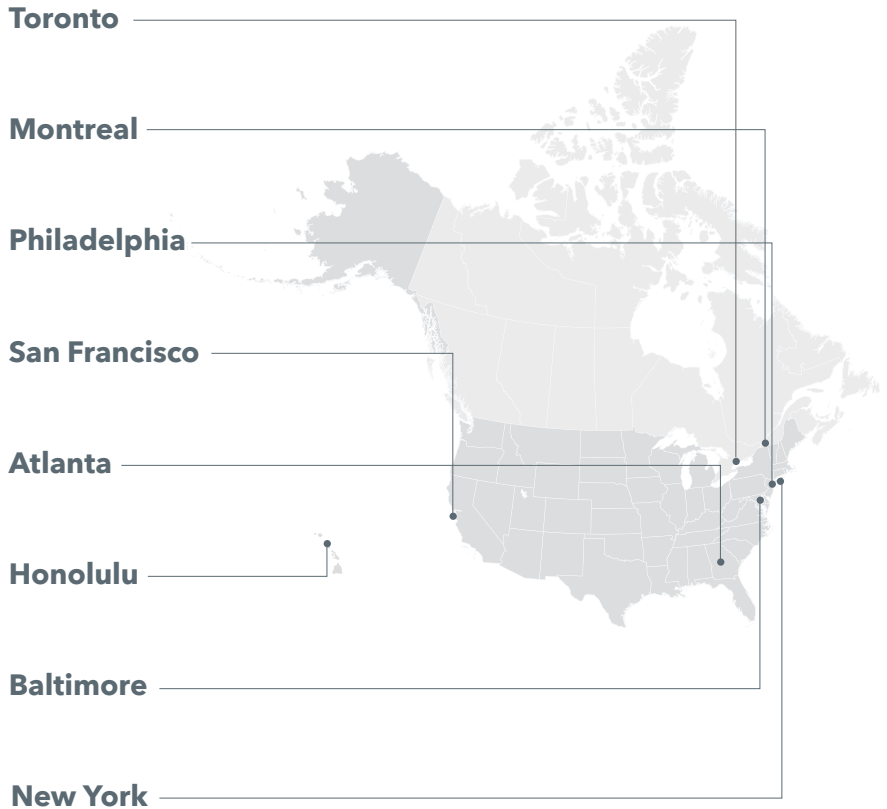 Toronto
Montreal
Philadelphia
San Francisco
Atlanta
Honolulu
Baltimore
New York